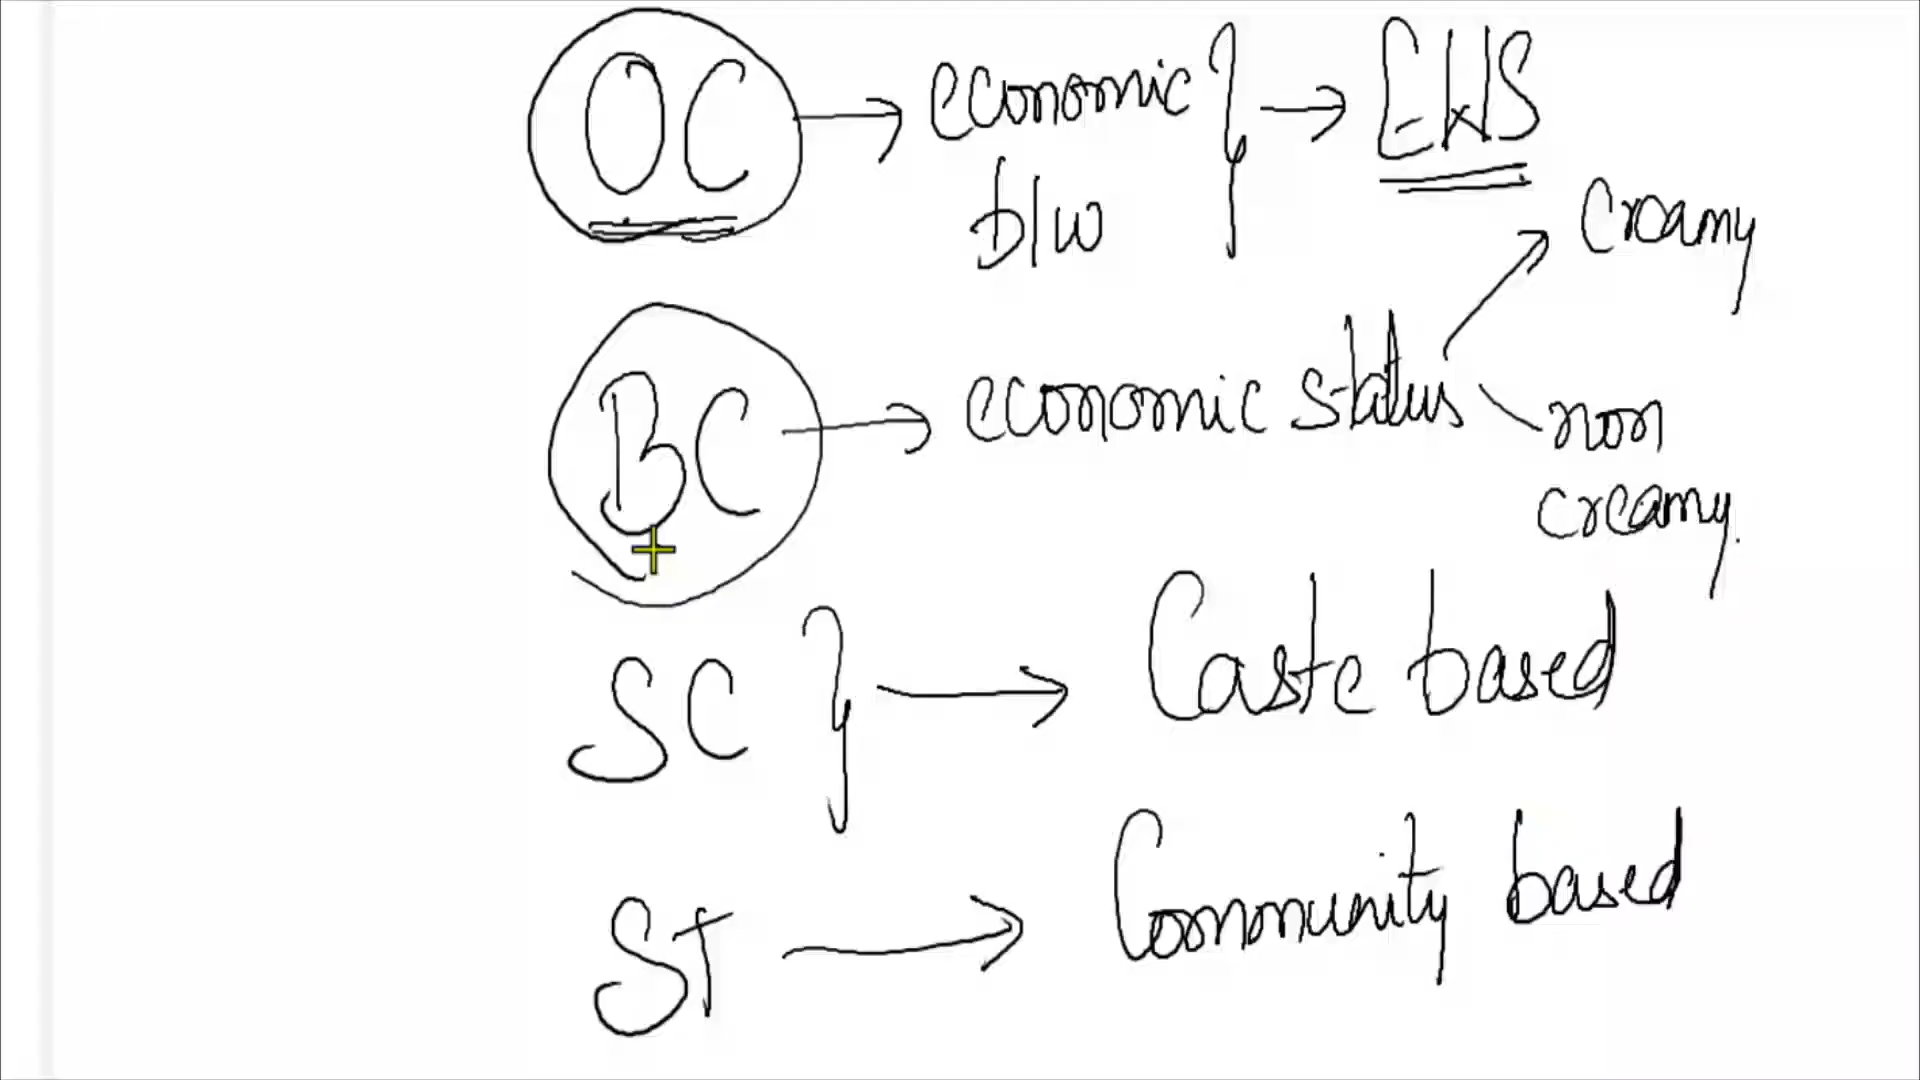 OC → economic } → EWS
b/w
creamy
BC → economic status
non
creamy.
SC } → Caste based
ST → Community based